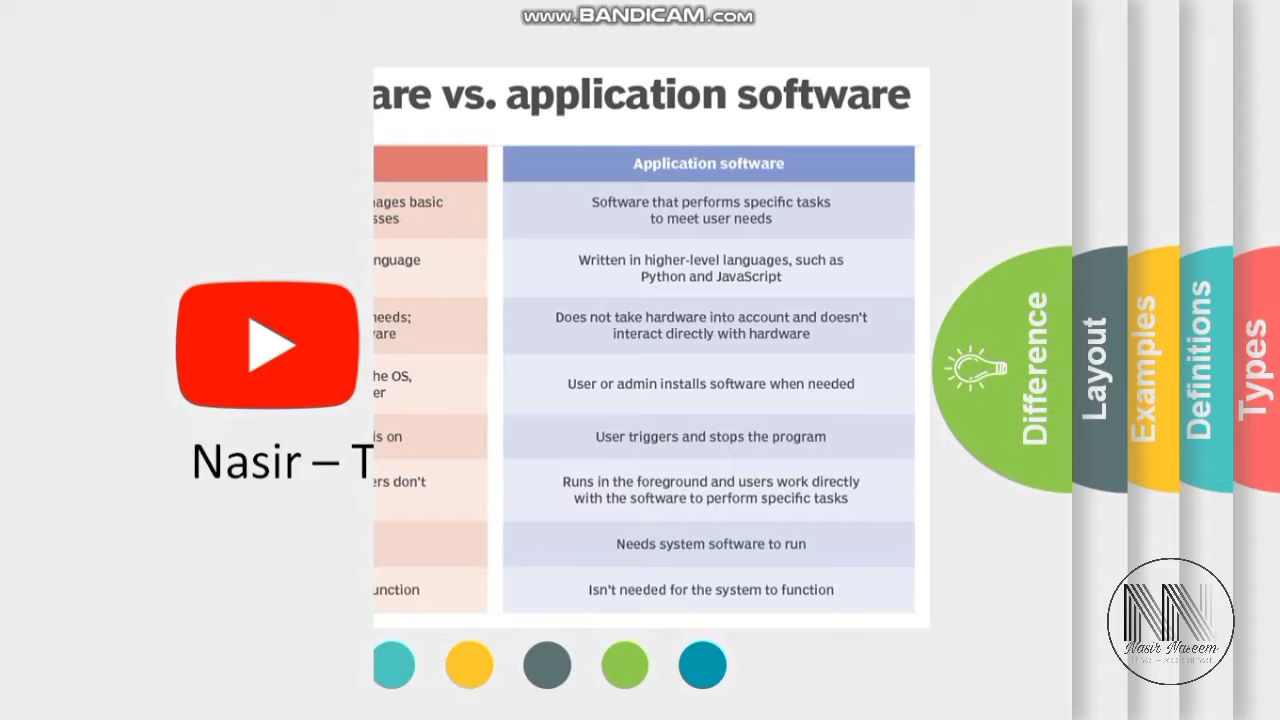 www.BANDICAM.com
are vs. application software
Application software
nages basic
sses
Software that performs specific tasks
to meet user needs
nguage
Written in higher-level languages, such as
Python and JavaScript
needs;
are
Does not take hardware into account and doesn't
interact directly with hardware
he OS,
er
User or admin installs software when needed
is on
User triggers and stops the program
ers don't
Runs in the foreground and users work directly
with the software to perform specific tasks
Needs system software to run
unction
Isn't needed for the system to function
Nasir – T
Difference
Layout
Examples
Definitions
Types
NN
Nasir Naeem